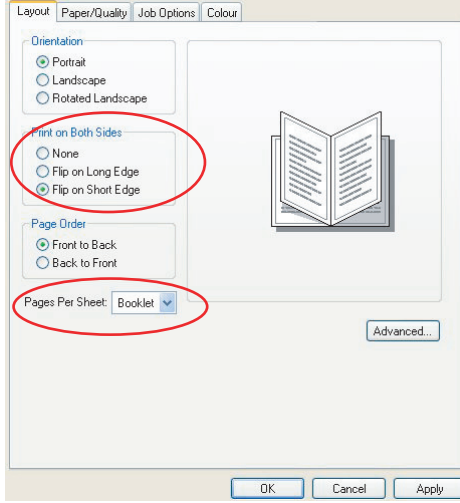 Layout Paper/Quality Job Options Colour
Orientation
Portrait
Landscape
Rotated Landscape
Print on Both Sides
None
Flip on Long Edge
Flip on Short Edge
Page Order
Front to Back
Back to Front
Pages Per Sheet: Booklet
Advanced...
OK Cancel Apply